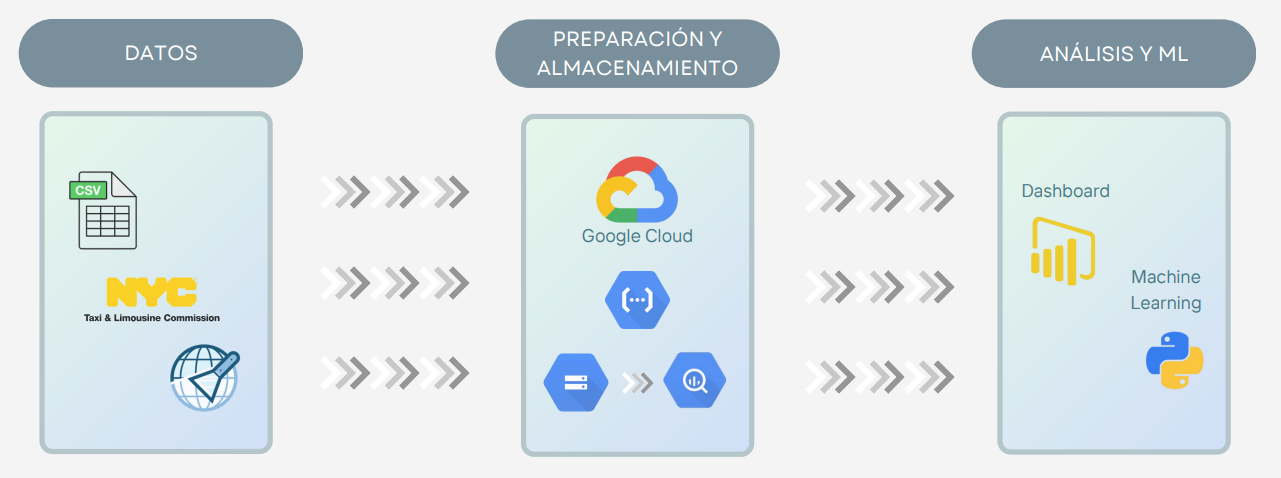 DATOS
PREPARACIÓN Y
ALMACENAMIENTO
ANÁLISIS Y ML
CSV
NYC
Taxi & Limousine Commission
Google Cloud
Dashboard
Machine
Learning